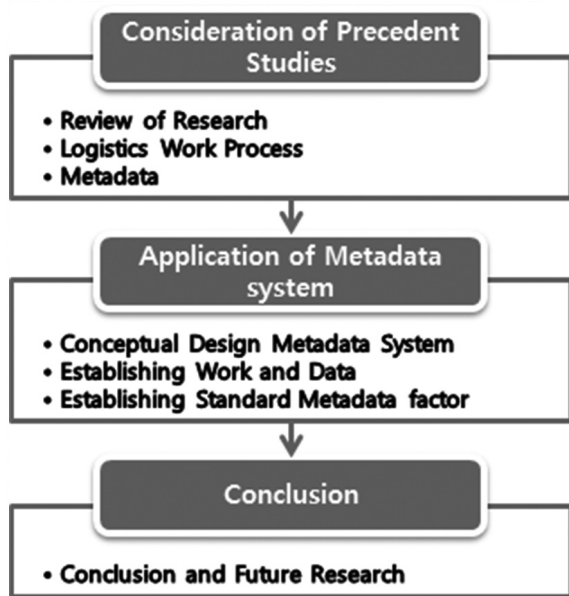 Consideration of Precedent
Studies
• Review of Research
• Logistics Work Process
• Metadata
Application of Metadata
system
• Conceptual Design Metadata System
• Establishing Work and Data
• Establishing Standard Metadata factor
Conclusion
• Conclusion and Future Research